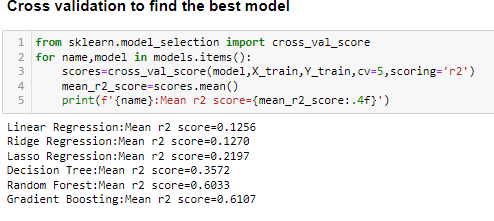 Cross validation to find the best model
1 from sklearn.model_selection import cross_val_score
2 for name,model in models.items():
3     scores=cross_val_score(model,X_train,Y_train,cv=5,scoring='r2')
4     mean_r2_score=scores.mean()
5     print(f'{name}:Mean r2 score={mean_r2_score:.4f}')
Linear Regression:Mean r2 score=0.1256
Ridge Regression:Mean r2 score=0.1270
Lasso Regression:Mean r2 score=0.2197
Decision Tree:Mean r2 score=0.3572
Random Forest:Mean r2 score=0.6033
Gradient Boosting:Mean r2 score=0.6107